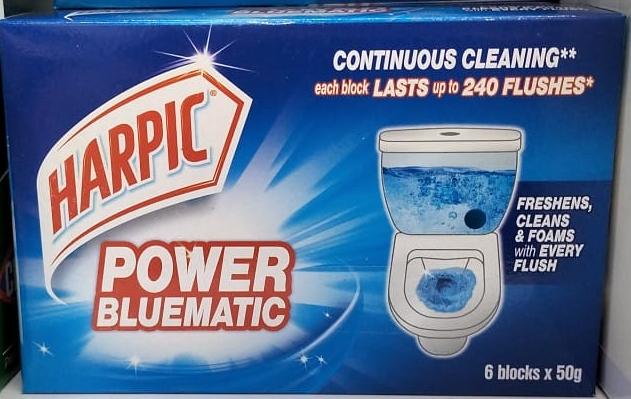 HARPIC®
POWER
BLUEMATIC
CONTINUOUS CLEANING**
each block LASTS up to 240 FLUSHES*
FRESHENS,
CLEANS
& FOAMS
with EVERY
FLUSH
6 blocks x 50g